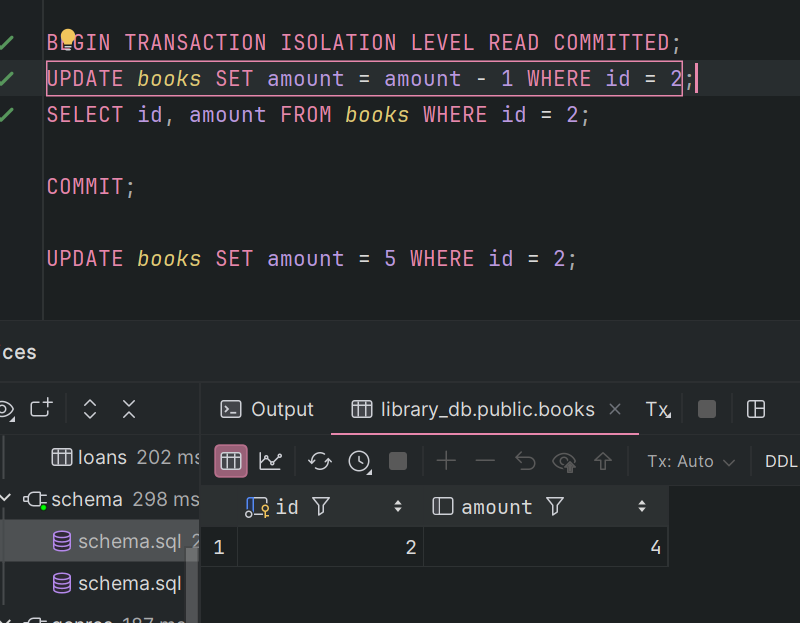 BEGIN TRANSACTION ISOLATION LEVEL READ COMMITTED;
UPDATE books SET amount = amount - 1 WHERE id = 2;
SELECT id, amount FROM books WHERE id = 2;
COMMIT;
UPDATE books SET amount = 5 WHERE id = 2;
ces
Output
library_db.public.books
Tx
loans 202 ms
Tx: Auto
DDL
schema 298 ms
id
amount
schema.sql 2
1
2
4
schema.sql